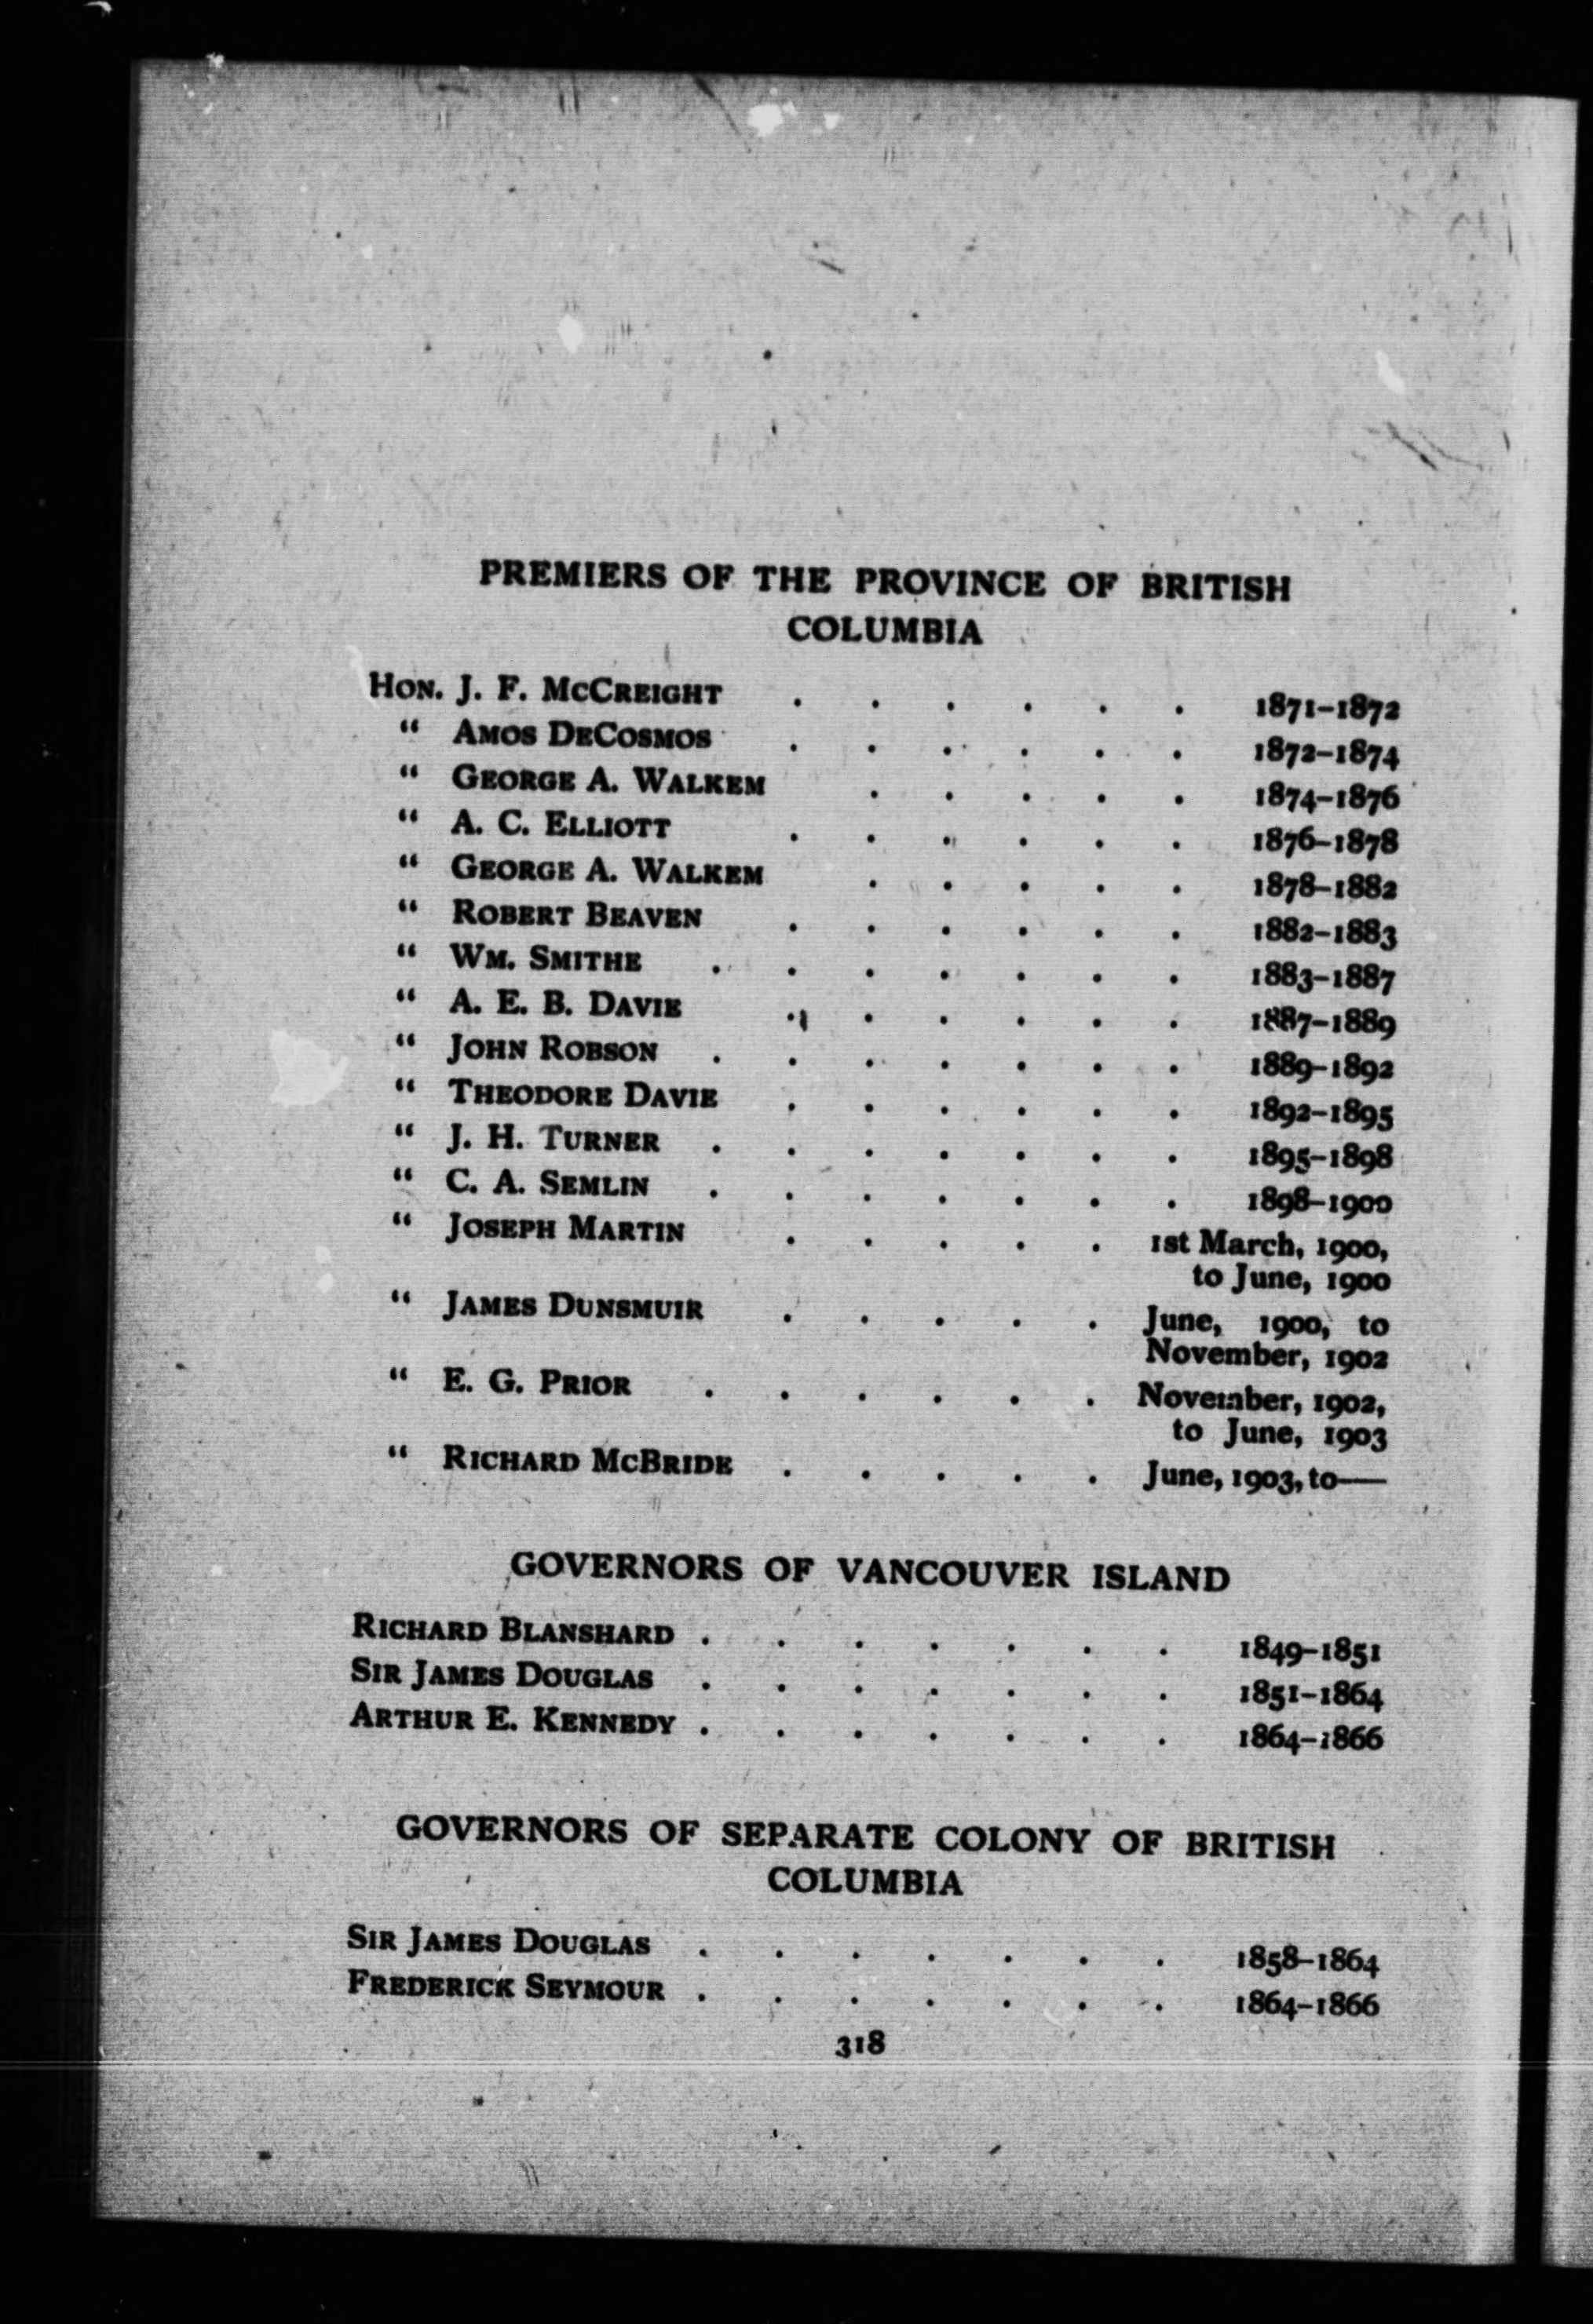 PREMIERS OF THE PROVINCE OF BRITISH
COLUMBIA
HON. J. F. MCCREIGHT . . . . . . 1871–1872
“ AMOS DECOSMOS . . . . . . 1872–1874
“ GEORGE A. WALKEM . . . . . 1874–1876
“ A. C. ELLIOTT . . . . . . 1876–1878
“ GEORGE A. WALKEM . . . . . 1878–1882
“ ROBERT BEAVEN . . . . . . 1882–1883
“ WM. SMITHE . . . . . . . 1883–1887
“ A. E. B. DAVIE . . . . . . 1887–1889
“ JOHN ROBSON . . . . . . . 1889–1892
“ THEODORE DAVIE . . . . . . 1892–1895
“ J. H. TURNER . . . . . . . 1895–1898
“ C. A. SEMLIN . . . . . . . 1898–1900
“ JOSEPH MARTIN . . . . . 1st March, 1900,
to June, 1900
“ JAMES DUNSMUIR . . . . . June, 1900, to
November, 1902
“ E. G. PRIOR . . . . . . November, 1902,
to June, 1903
“ RICHARD MCBRIDE . . . . . June, 1903, to—
GOVERNORS OF VANCOUVER ISLAND
RICHARD BLANSHARD . . . . . . . 1849–1851
SIR JAMES DOUGLAS . . . . . . . 1851–1864
ARTHUR E. KENNEDY . . . . . . . 1864–1866
GOVERNORS OF SEPARATE COLONY OF BRITISH
COLUMBIA
SIR JAMES DOUGLAS . . . . . . . 1858–1864
FREDERICK SEYMOUR . . . . . . . 1864–1866
318